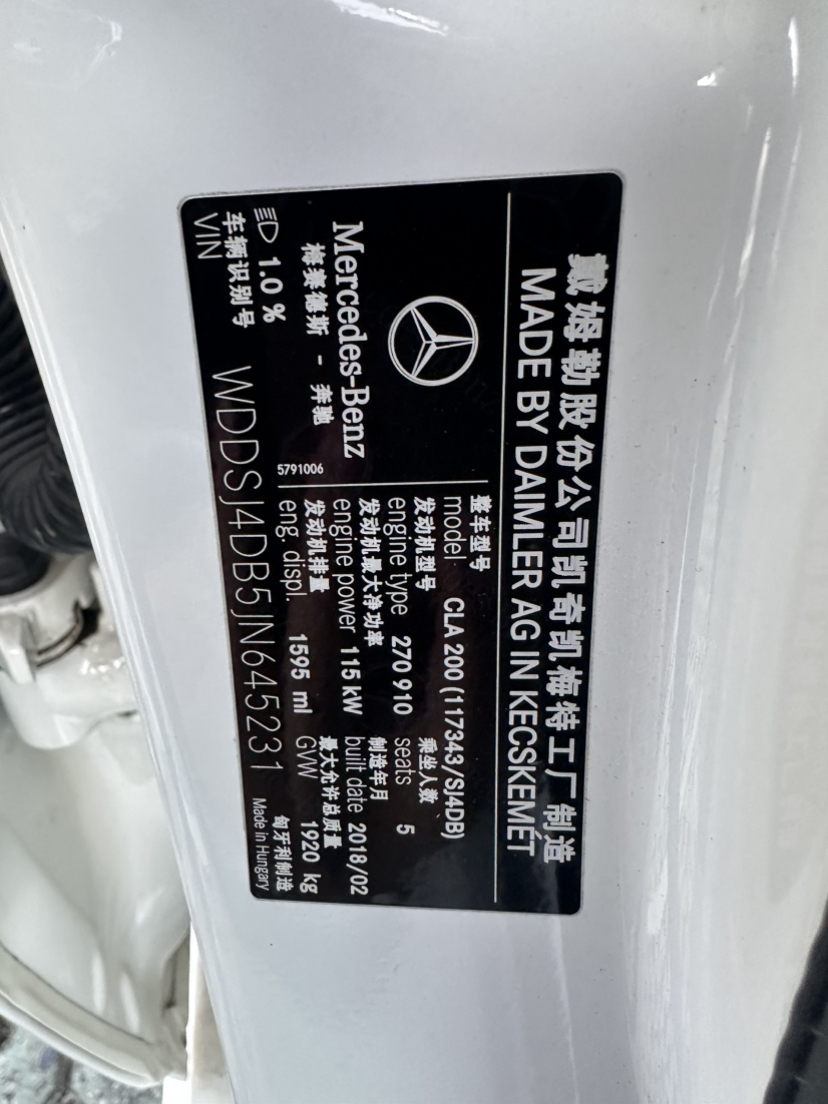 戴姆勒股份公司凯奇凯梅特工厂制造
MADE BY DAIMLER AG IN KECSKEMÉT
Mercedes-Benz
梅赛德斯 - 奔驰
5791006
整车型号
model CLA 200 (117343/SJ4DB)
发动机型号 乘坐人数
engine type 270 910 seats 5
发动机最大净功率 制造年月
engine power 115 kW built date 2018/02
发动机排量 最大允许总质量
eng. displ. 1595 ml GVW 1920 kg
1.0 %
车辆识别号
VIN WDDSJ4DB5JN645231
匈牙利制造
Made in Hungary